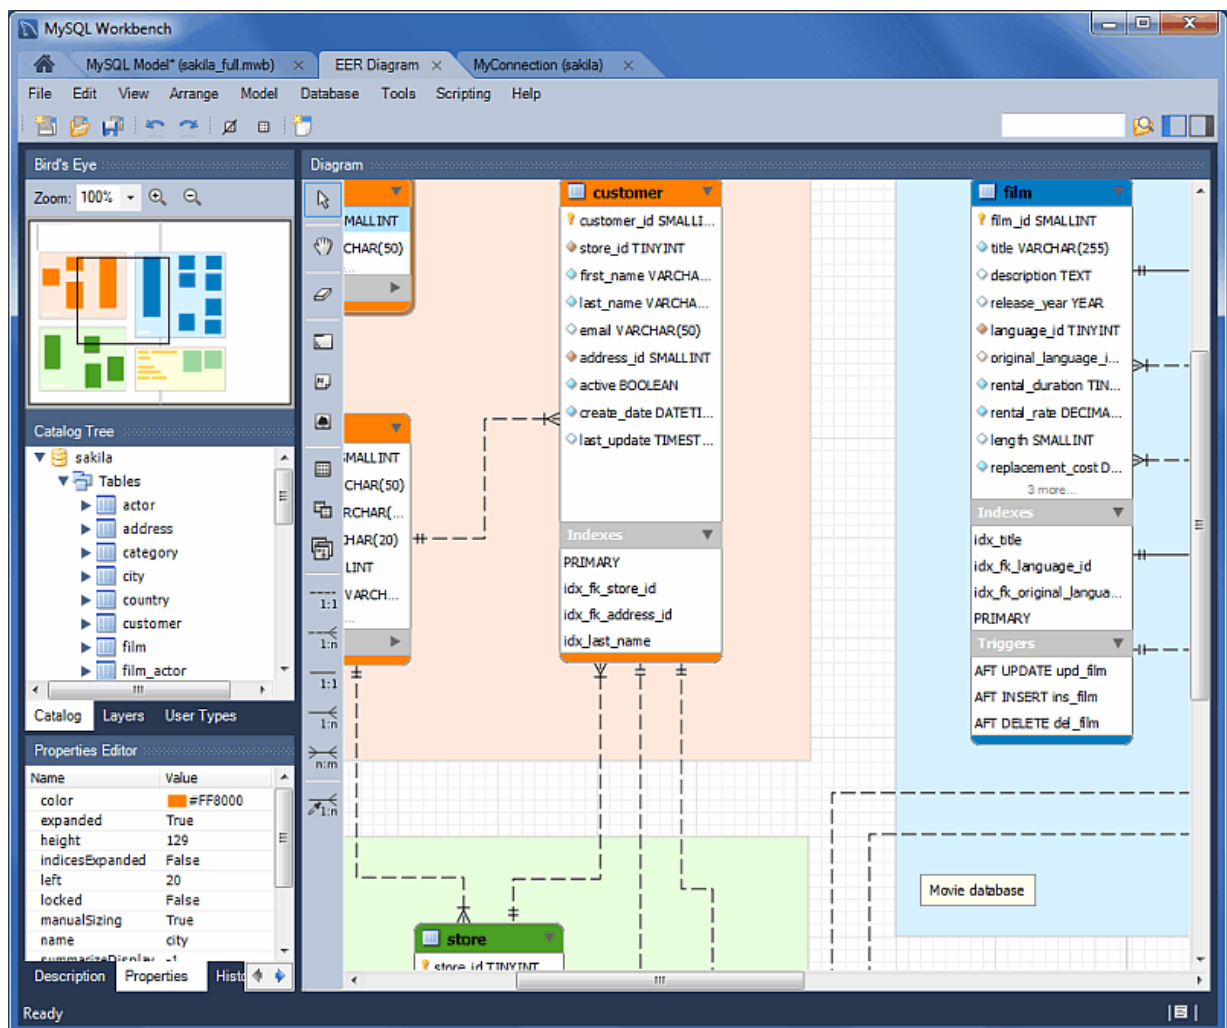 MySQL Workbench
MySQL Model* (sakila_full.mwb)
EER Diagram
MyConnection (sakila)
File Edit View Arrange Model Database Tools Scripting Help
Bird's Eye
Zoom: 100%
Catalog Tree
sakila
Tables
actor
address
category
city
country
customer
film
film_actor
Catalog Layers User Types
Properties Editor
Name Value
color #FF8000
expanded True
height 129
indicesExpanded False
left 20
locked False
manualSizing True
name city
summarizeDisplay -1
Description Properties Histo
Diagram
1:1
1:n
1:1
1:n
n:m
1:n
MALLINT
CHAR(50)
SMALLINT
CHAR(50)
RCHAR(...
HAR(20)
LINT
VARCH...
customer
customer_id SMALLI...
store_id TINYINT
first_name VARCHA...
last_name VARCHA...
email VARCHAR(50)
address_id SMALLINT
active BOOLEAN
create_date DATETI...
last_update TIMEST...
Indexes
PRIMARY
idx_fk_store_id
idx_fk_address_id
idx_last_name
store
store_id TINYINT
film
film_id SMALLINT
title VARCHAR(255)
description TEXT
release_year YEAR
language_id TINYINT
original_language_i...
rental_duration TIN...
rental_rate DECIMA...
length SMALLINT
replacement_cost D...
3 more...
Indexes
idx_title
idx_fk_language_id
idx_fk_original_langua...
PRIMARY
Triggers
AFT UPDATE upd_film
AFT INSERT ins_film
AFT DELETE del_film
Movie database
Ready